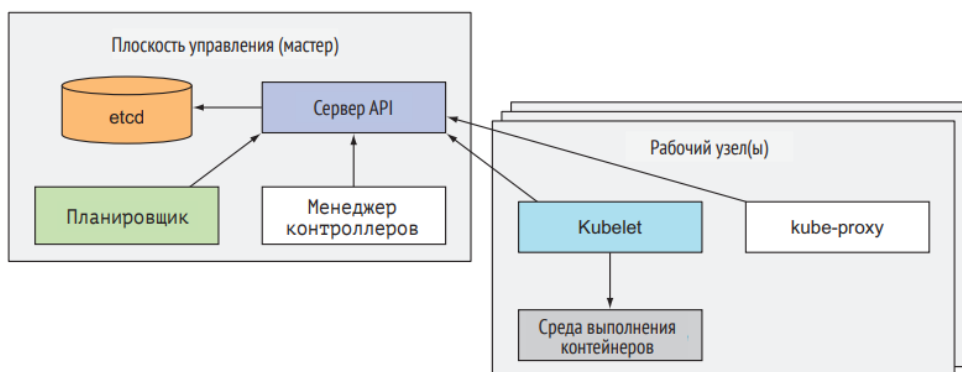 Плоскость управления (мастер)
etcd
Сервер API
Планировщик
Менеджер
контроллеров
Рабочий узел(ы)
Kubelet
kube-proxy
Среда выполнения
контейнеров